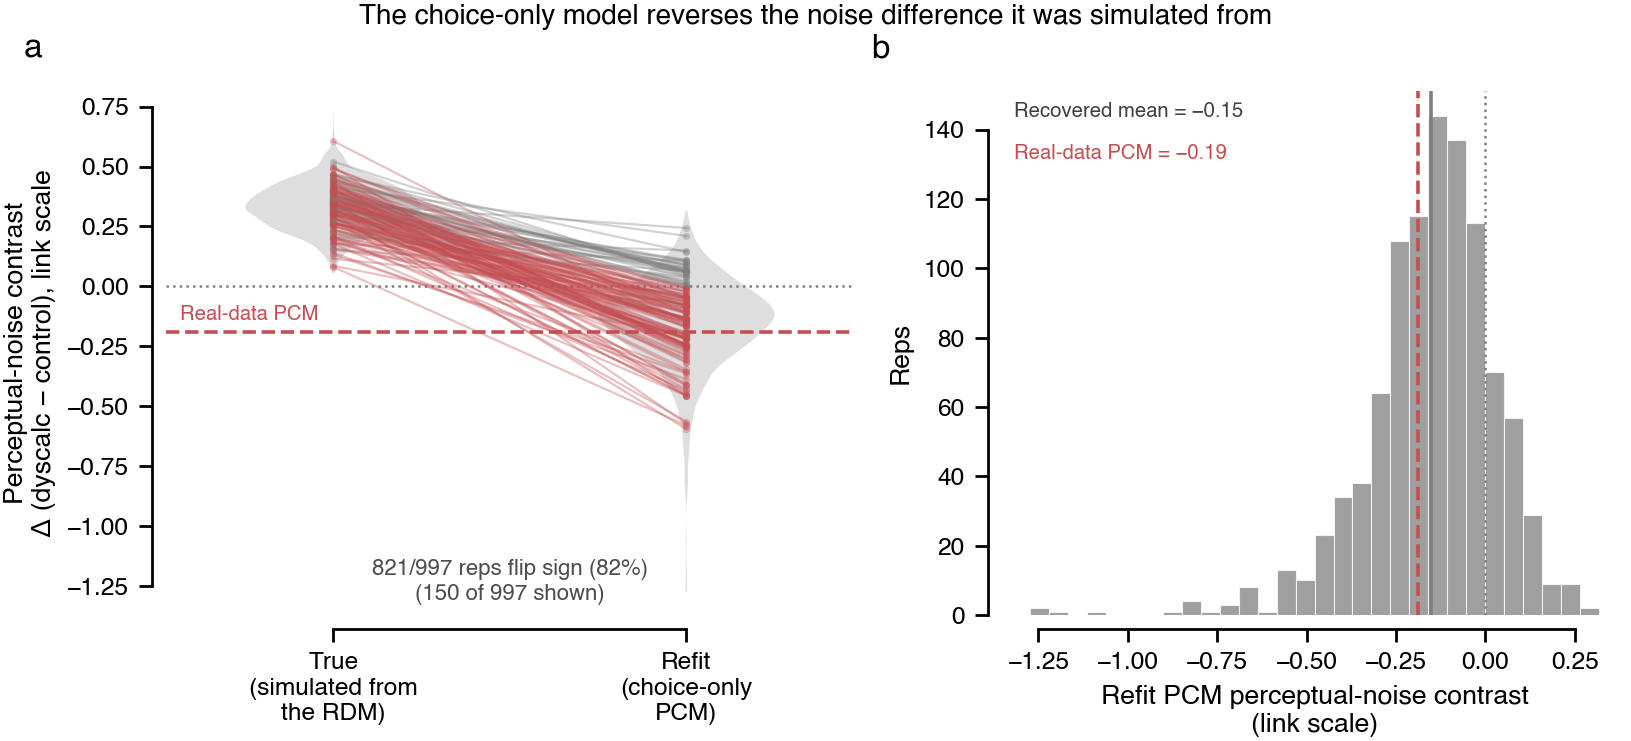 The choice-only model reverses the noise difference it was simulated from
a
Perceptual-noise contrast
Δ (dyscalc − control), link scale
0.75
0.50
0.25
0.00
−0.25
−0.50
−0.75
−1.00
−1.25
Real-data PCM
821/997 reps flip sign (82%)
(150 of 997 shown)
True
(simulated from
the RDM)
Refit
(choice-only
PCM)
b
Recovered mean = −0.15
Real-data PCM = −0.19
Reps
140
120
100
80
60
40
20
0
−1.25 −1.00 −0.75 −0.50 −0.25 0.00 0.25
Refit PCM perceptual-noise contrast
(link scale)